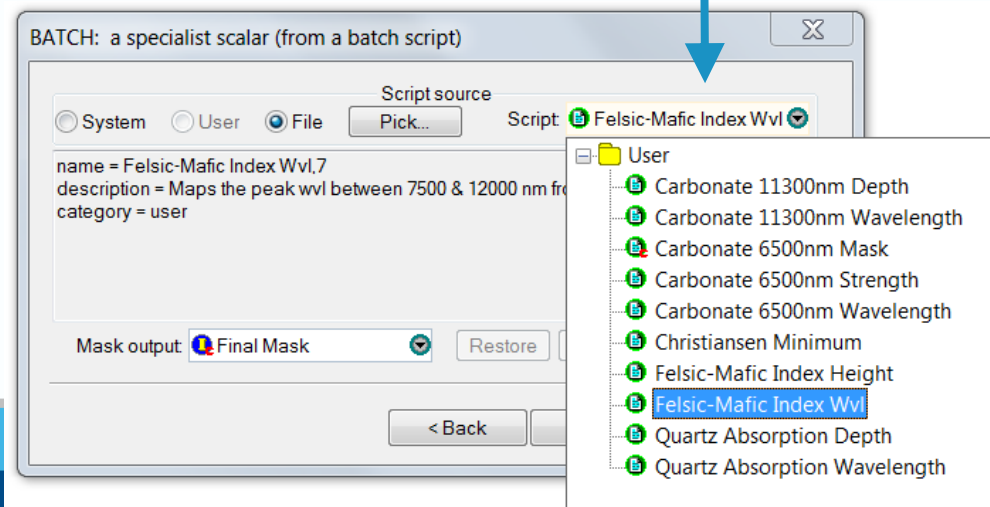 BATCH: a specialist scalar (from a batch script)
Script source
System User File Pick... Script: Felsic-Mafic Index Wvl
name = Felsic-Mafic Index Wvl,7
description = Maps the peak wvl between 7500 & 12000 nm
category = user
Mask output: Final Mask Restore
< Back
User
Carbonate 11300nm Depth
Carbonate 11300nm Wavelength
Carbonate 6500nm Mask
Carbonate 6500nm Strength
Carbonate 6500nm Wavelength
Christiansen Minimum
Felsic-Mafic Index Height
Felsic-Mafic Index Wvl
Quartz Absorption Depth
Quartz Absorption Wavelength